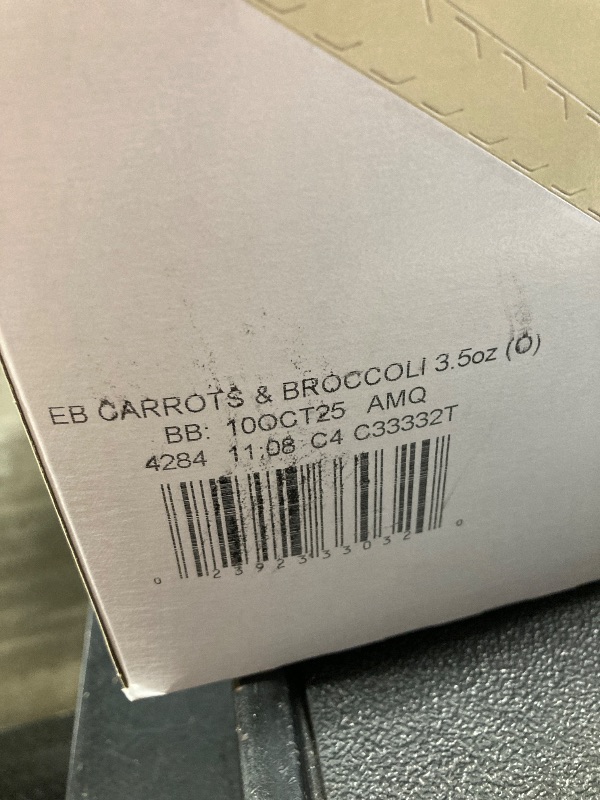 EB CARROTS & BROCCOLI 3.5oz (O)
BB: 10OCT25 AMQ
4284 11:08 C4 C33332T
0 23923 33032 0